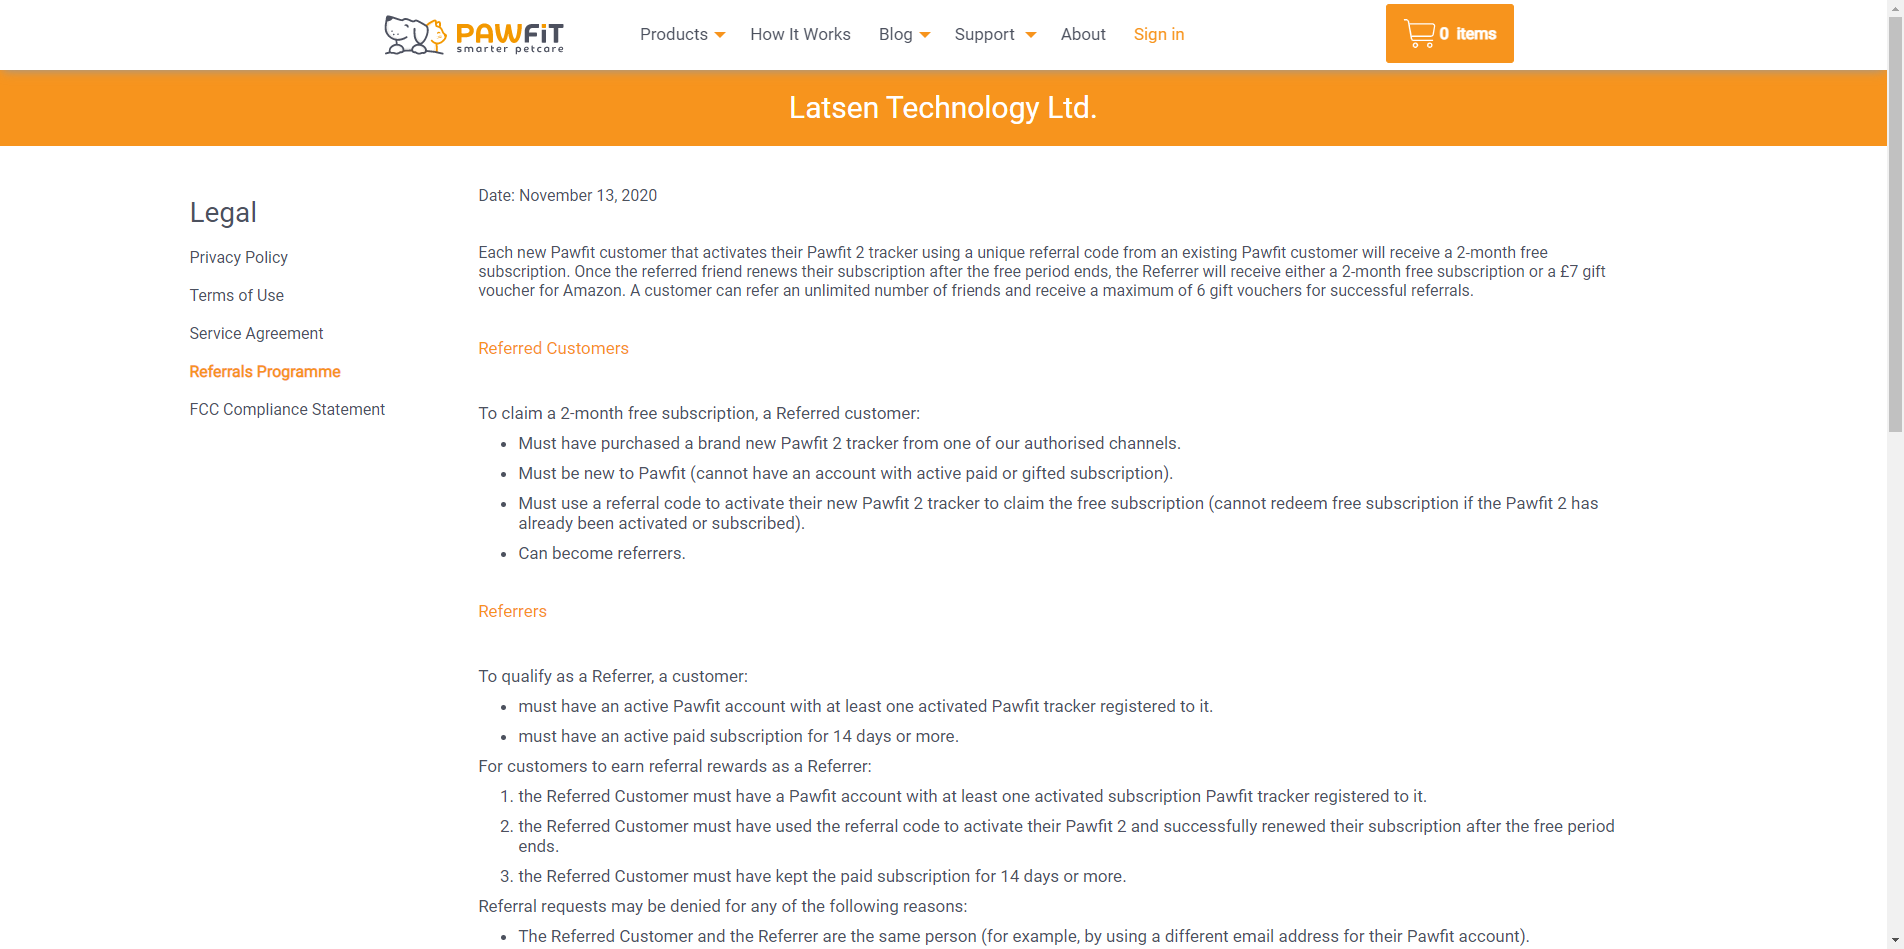 PAWFiT
smarter petcare
Products
How It Works
Blog
Support
About
Sign in
0 items
Latsen Technology Ltd.
Legal
Privacy Policy
Terms of Use
Service Agreement
Referrals Programme
FCC Compliance Statement
Date: November 13, 2020
Each new Pawfit customer that activates their Pawfit 2 tracker using a unique referral code from an existing Pawfit customer will receive a 2-month free
subscription. Once the referred friend renews their subscription after the free period ends, the Referrer will receive either a 2-month free subscription or a £7 gift
voucher for Amazon. A customer can refer an unlimited number of friends and receive a maximum of 6 gift vouchers for successful referrals.
Referred Customers
To claim a 2-month free subscription, a Referred customer:
• Must have purchased a brand new Pawfit 2 tracker from one of our authorised channels.
• Must be new to Pawfit (cannot have an account with active paid or gifted subscription).
• Must use a referral code to activate their new Pawfit 2 tracker to claim the free subscription (cannot redeem free subscription if the Pawfit 2 has
already been activated or subscribed).
• Can become referrers.
Referrers
To qualify as a Referrer, a customer:
• must have an active Pawfit account with at least one activated Pawfit tracker registered to it.
• must have an active paid subscription for 14 days or more.
For customers to earn referral rewards as a Referrer:
1. the Referred Customer must have a Pawfit account with at least one activated subscription Pawfit tracker registered to it.
2. the Referred Customer must have used the referral code to activate their Pawfit 2 and successfully renewed their subscription after the free period
ends.
3. the Referred Customer must have kept the paid subscription for 14 days or more.
Referral requests may be denied for any of the following reasons:
• The Referred Customer and the Referrer are the same person (for example, by using a different email address for their Pawfit account).